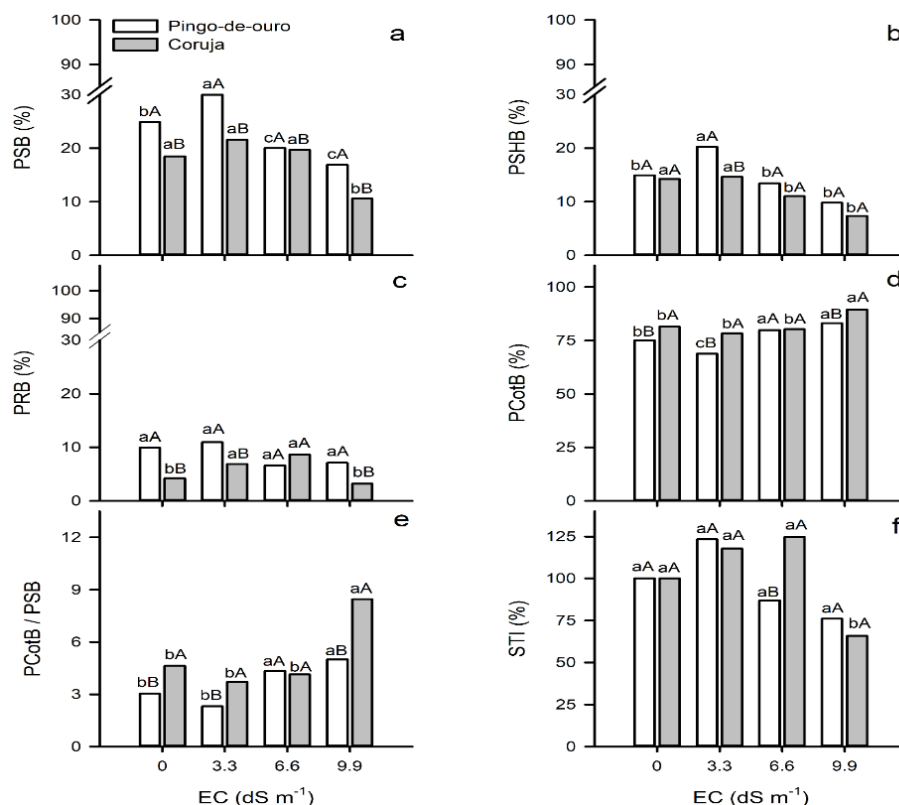 Pingo-de-ouro
Coruja
a
PSB (%)
100
90
30
20
10
0
bA
aB
aA
aB
cA
aB
cA
bB
b
PSHB (%)
100
90
30
20
10
0
bA
aA
aA
aB
bA
bA
bA
bA
c
PRB (%)
100
90
30
20
10
0
aA
bB
aA
aB
aA
aA
aA
bB
d
PCotB (%)
100
75
50
25
0
bB
bA
cB
bA
aA
bA
aB
aA
e
PCotB / PSB
12
9
6
3
0
bB
bA
bB
bA
aA
bA
aB
aA
0
3.3
6.6
9.9
EC (dS m⁻¹)
f
STI (%)
125
100
75
50
25
0
aA
aA
aA
aA
aB
aA
aA
bA
0
3.3
6.6
9.9
EC (dS m⁻¹)